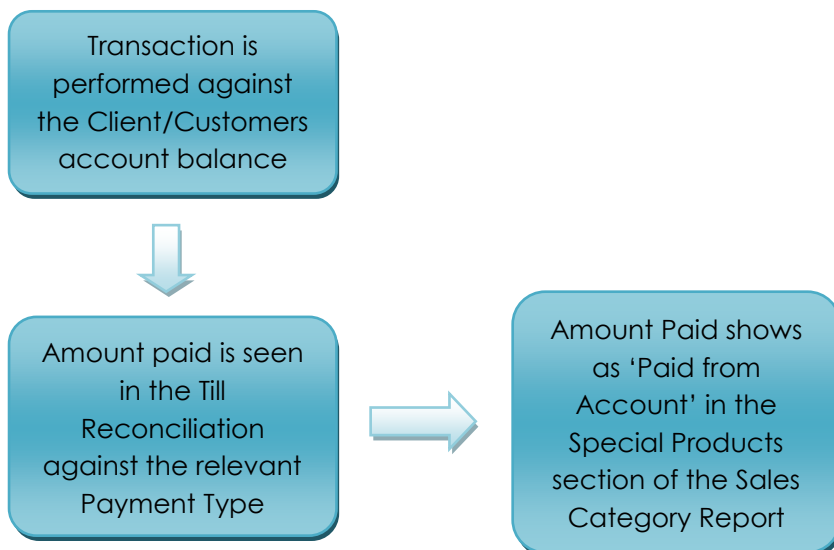 Transaction is
performed against
the Client/Customers
account balance
Amount paid is seen
in the Till
Reconciliation
against the relevant
Payment Type
Amount Paid shows
as ‘Paid from
Account’ in the
Special Products
section of the Sales
Category Report